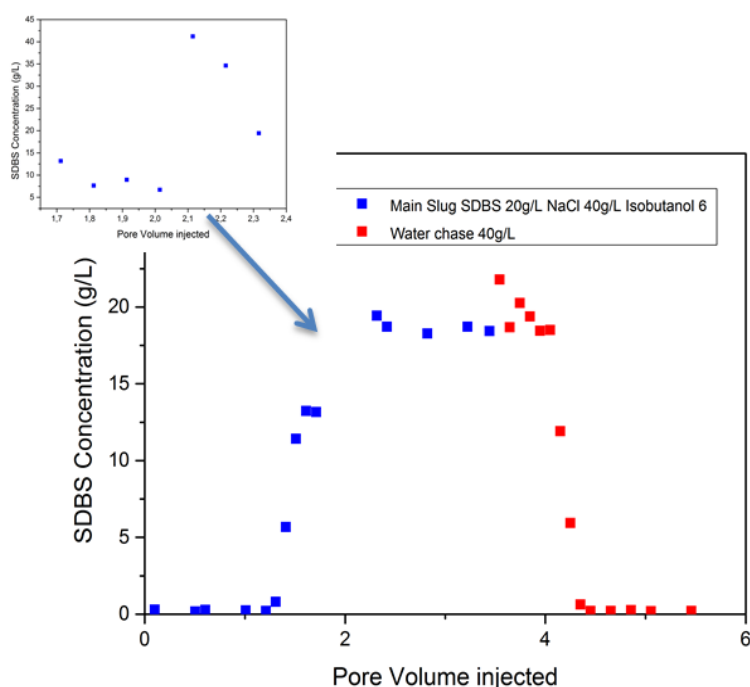 45
40
35
30
25
20
15
10
5
SDBS Concentration (g/L)
1,7 1,8 1,9 2,0 2,1 2,2 2,3 2,4
Pore Volume injected
Main Slug SDBS 20g/L NaCl 40g/L Isobutanol 6
Water chase 40g/L
20
15
10
5
0
SDBS Concentration (g/L)
0 2 4 6
Pore Volume injected